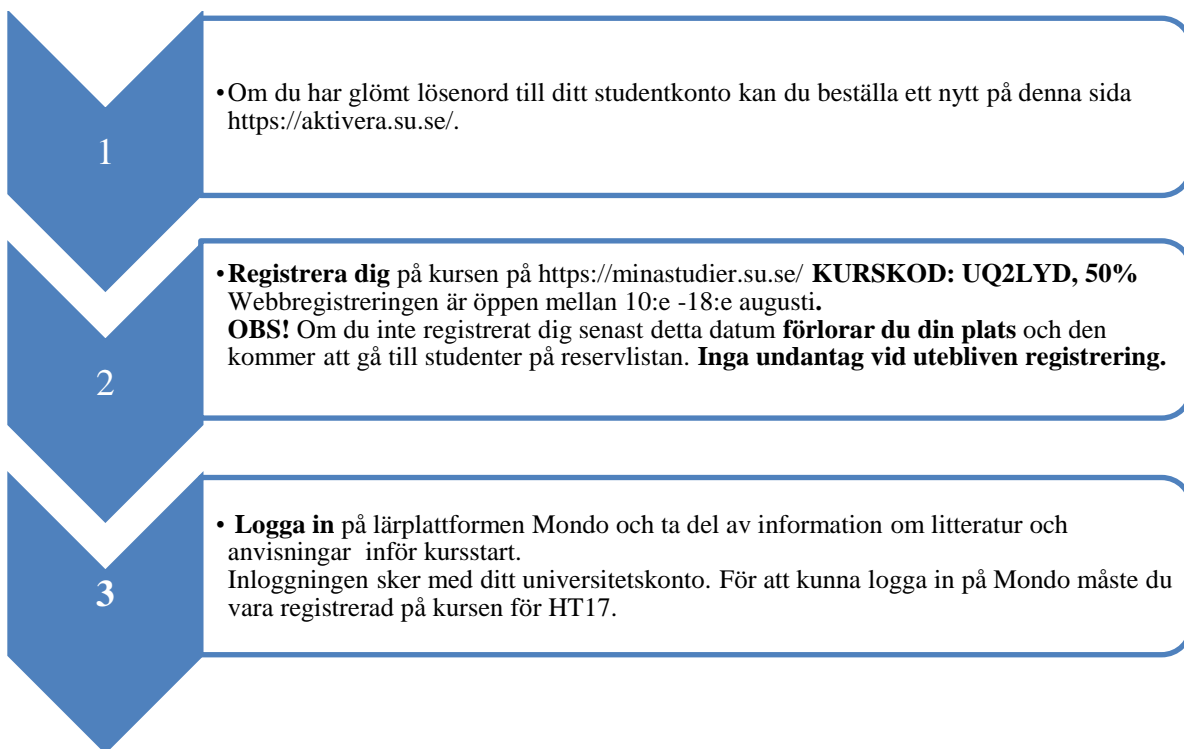 1
•Om du har glömt lösenord till ditt studentkonto kan du beställa ett nytt på denna sida
https://aktivera.su.se/.
2
•Registrera dig på kursen på https://minastudier.su.se/ KURSKOD: UQ2LYD, 50%
Webbregistreringen är öppen mellan 10:e -18:e augusti.
OBS! Om du inte registrerat dig senast detta datum förlorar du din plats och den
kommer att gå till studenter på reservlistan. Inga undantag vid utebliven registrering.
3
• Logga in på lärplattformen Mondo och ta del av information om litteratur och
anvisningar  inför kursstart.
Inloggningen sker med ditt universitetskonto. För att kunna logga in på Mondo måste du
vara registrerad på kursen för HT17.